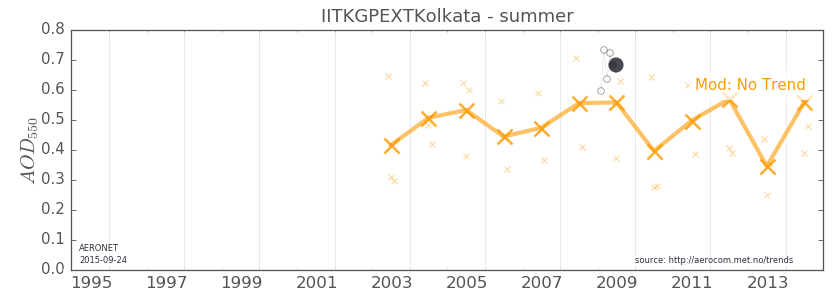 IITKGPEXTKolkata - summer
0.8
0.7
0.6
0.5
0.4
0.3
0.2
0.1
0.0
AOD550
Mod: No Trend
AERONET
2015-09-24
source: http://aerocom.met.no/trends
1995 1997 1999 2001 2003 2005 2007 2009 2011 2013